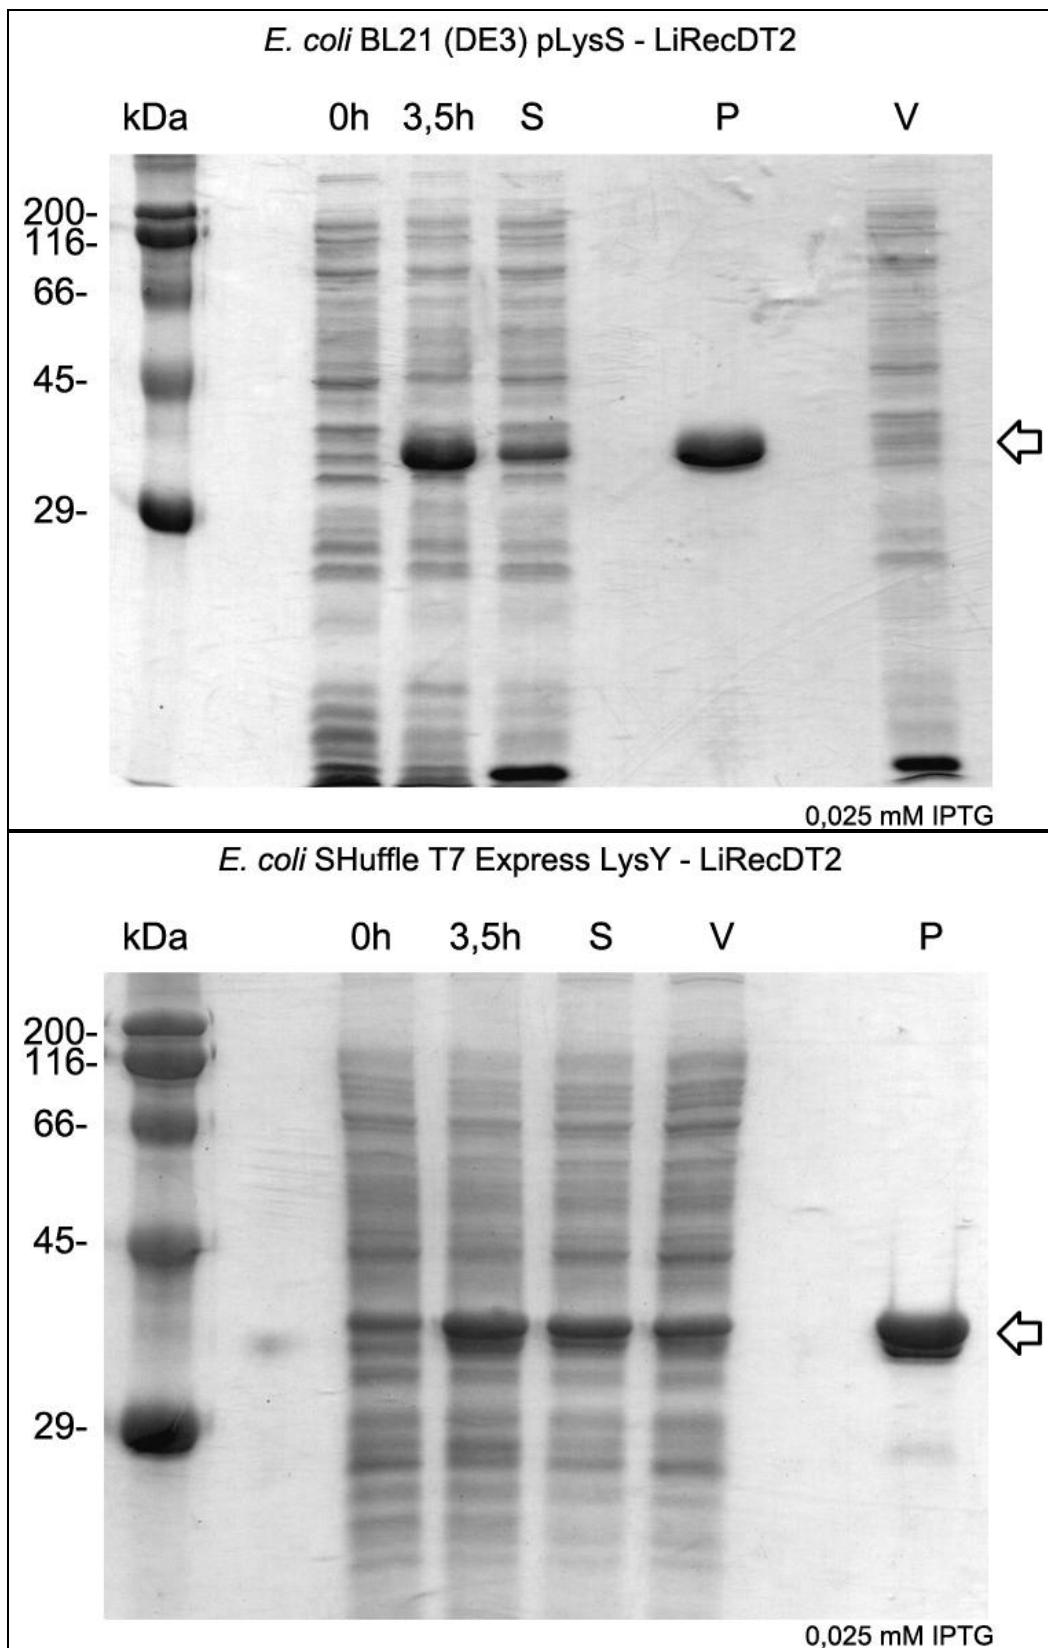 E. coli BL21 (DE3) pLysS - LiRecDT2
kDa 0h 3,5h S P V
200-
116-
66-
45-
29-
0,025 mM IPTG
E. coli SHuffle T7 Express LysY - LiRecDT2
kDa 0h 3,5h S V P
200-
116-
66-
45-
29-
0,025 mM IPTG